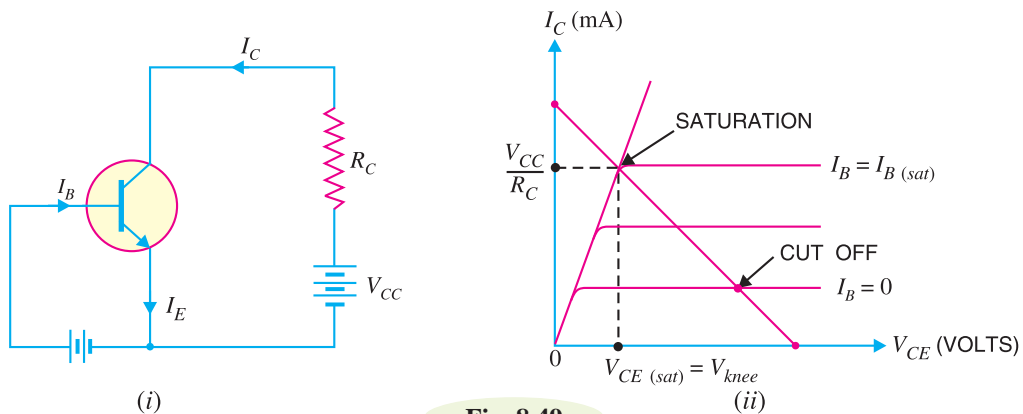 I_C
I_B
R_C
V_CC
I_E
(i)
I_C (mA)
SATURATION
V_CC
R_C
I_B = I_B (sat)
CUT OFF
I_B = 0
0
V_CE (VOLTS)
V_CE (sat) = V_knee
(ii)